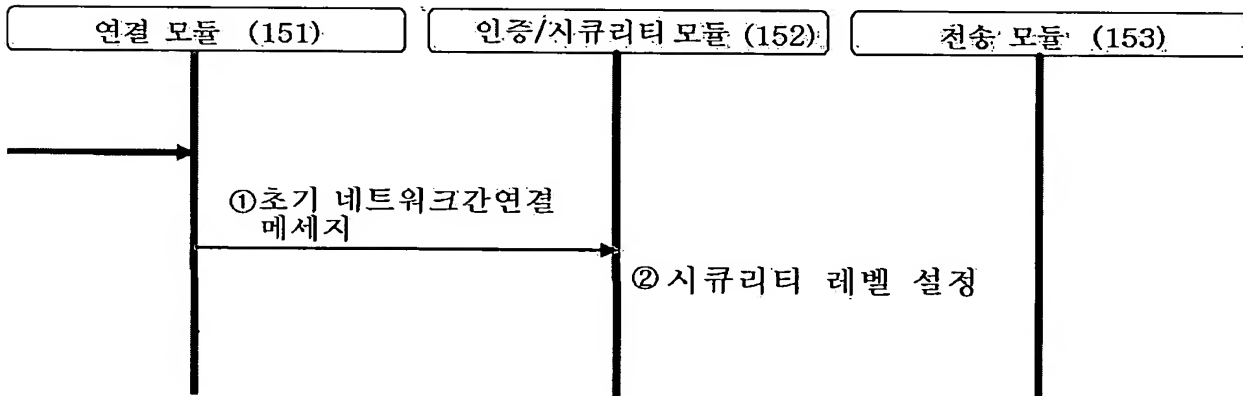 연결 모듈 (151)
인증/시큐리티 모듈 (152)
전송 모듈 (153)
①초기 네트워크간연결
메세지
② 시큐리티 레벨 설정